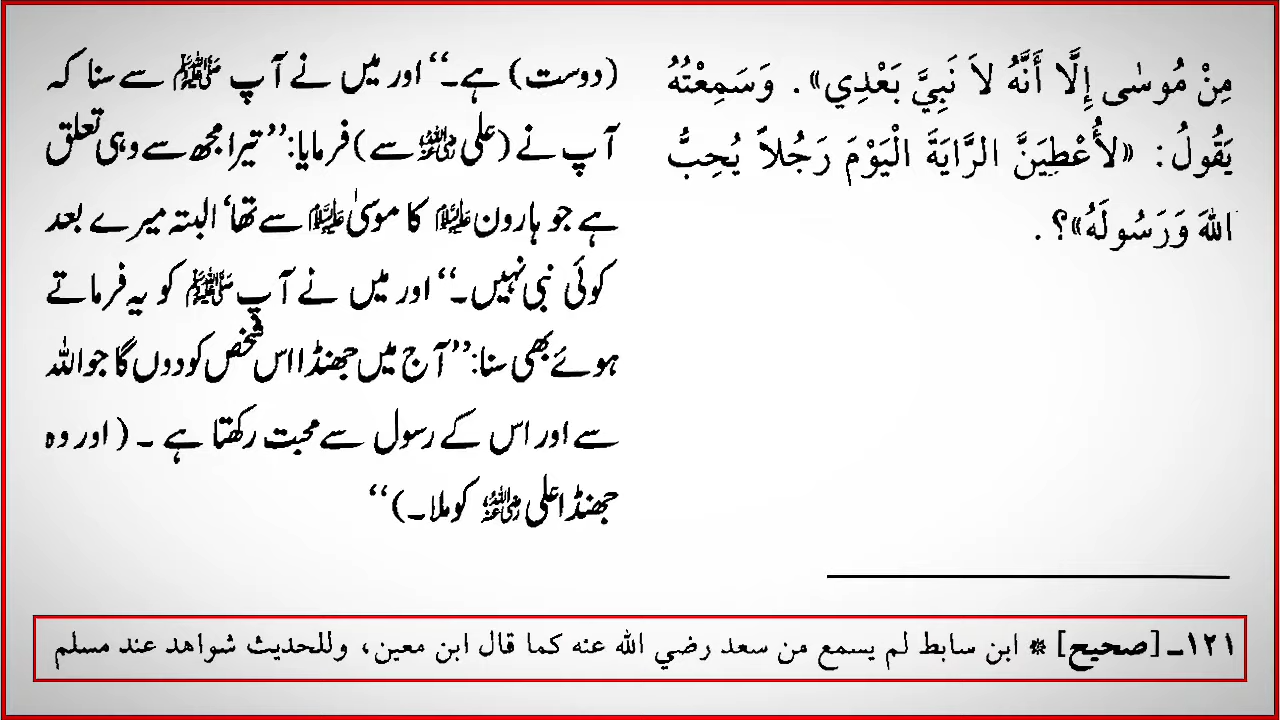 مِنْ مُوسٰى إِلَّا أَنَّهُ لاَ نَبِيَّ بَعْدِي». وَسَمِعْتُهُ
يَقُولُ: «لأُعْطِيَنَّ الرَّايَةَ الْيَوْمَ رَجُلاً يُحِبُّ
اللهَ وَرَسُولَهُ»؟ .
(دوست) ہے۔‘‘ اور میں نے آپ ﷺ سے سنا کہ
آپ نے (علی رضی اللہ عنہ سے) فرمایا: ’’تیرا مجھ سے وہی تعلق
ہے جو ہارون علیہ السلام کا موسیٰ علیہ السلام سے تھا‘ البتہ میرے بعد
کوئی نبی نہیں۔‘‘ اور میں نے آپ ﷺ کو یہ فرماتے
ہوئے بھی سنا: ’’آج میں جھنڈا اس شخص کو دوں گا جو اللہ
سے اور اس کے رسول سے محبت رکھتا ہے۔ (اور وہ
جھنڈا علی رضی اللہ عنہ کو ملا۔)‘‘
١٢١ـ [صحيح] * ابن سابط لم يسمع من سعد رضي الله عنه كما قال ابن معين، وللحديث شواهد عند مسلم